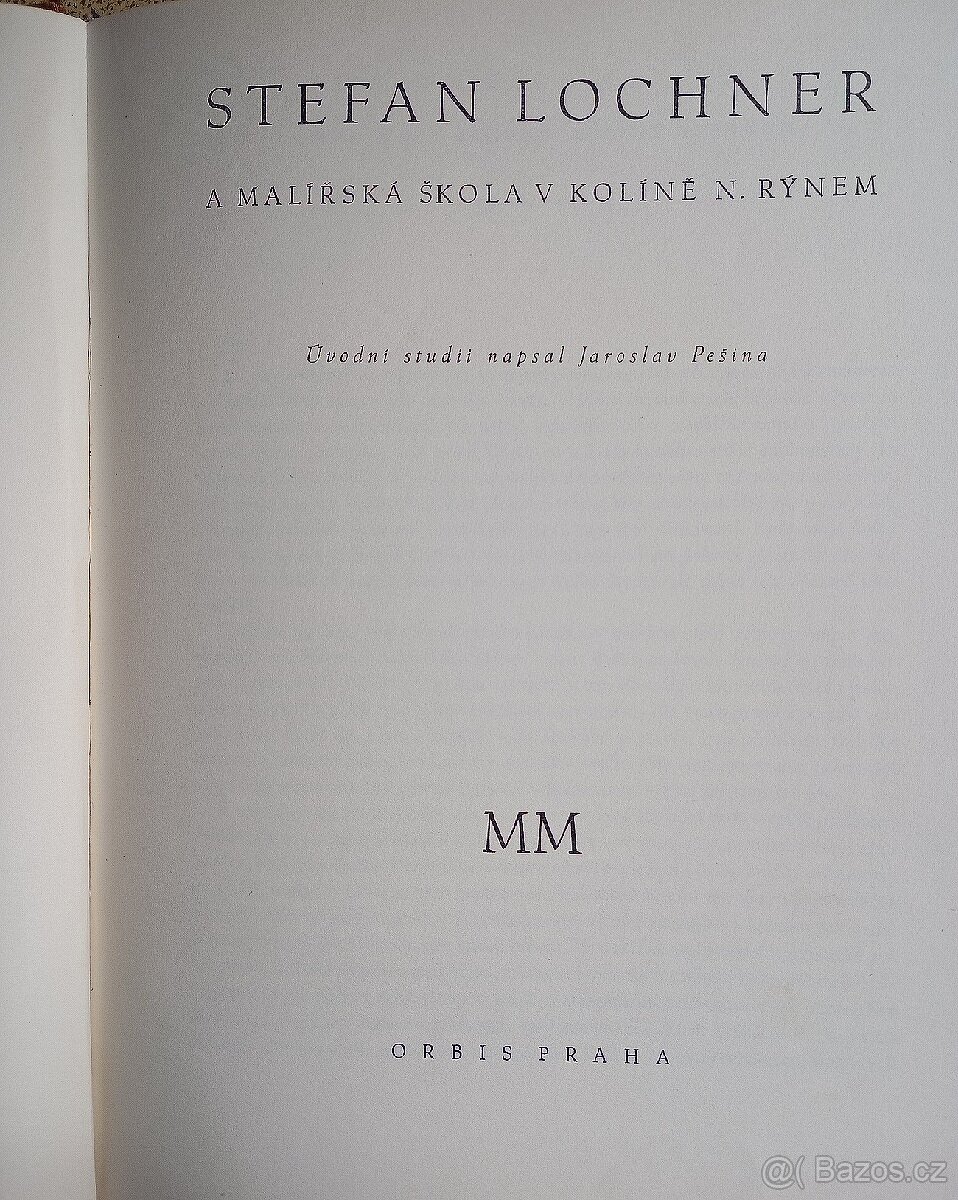 STEFAN LOCHNER
A MALÍŘSKÁ ŠKOLA V KOLÍNĚ N. RÝNEM
Úvodní studii napsal Jaroslav Pešina
MM
ORBIS PRAHA
@( Bazos.cz